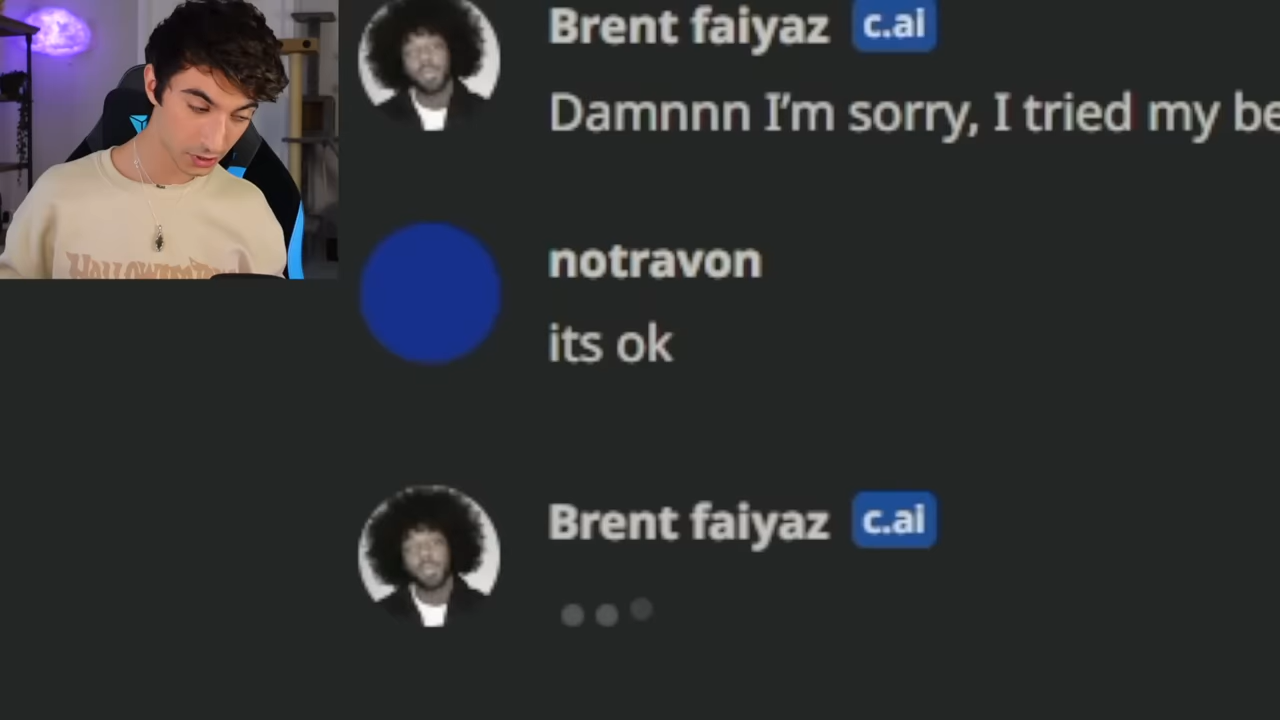 Brent faiyaz c.ai
Damnnn I'm sorry, I tried my be
notravon
its ok
Brent faiyaz c.ai